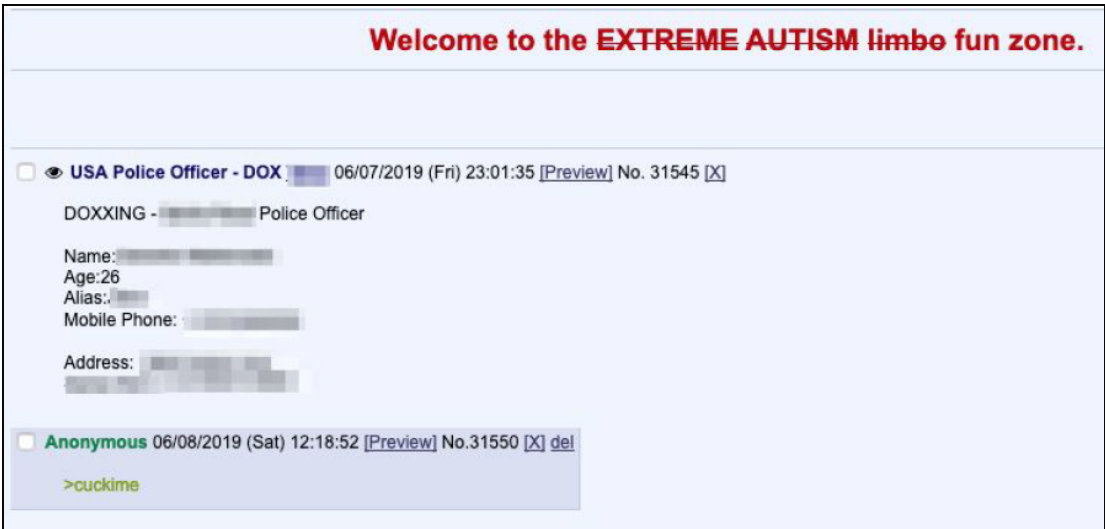 Welcome to the EXTREME AUTISM limbo fun zone.
USA Police Officer - DOX 06/07/2019 (Fri) 23:01:35 [Preview] No. 31545 [X]
DOXXING - Police Officer
Name:
Age:26
Alias:
Mobile Phone:
Address:
Anonymous 06/08/2019 (Sat) 12:18:52 [Preview] No.31550 [X] del
>cuckime